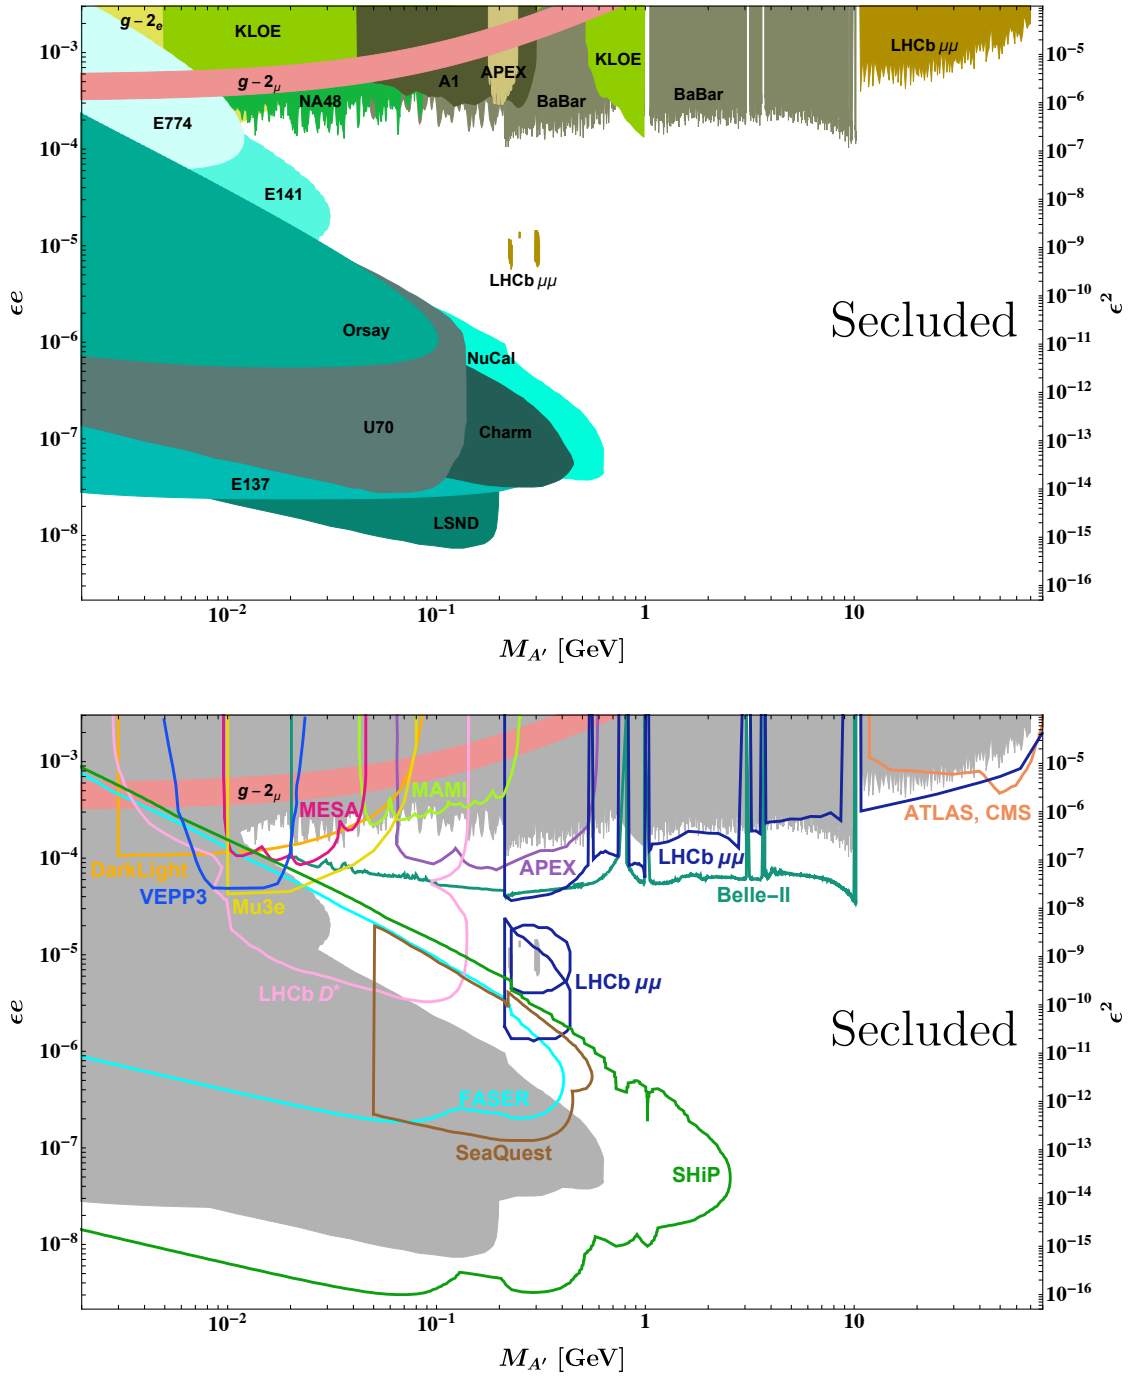 g−2ₑ
KLOE
LHCb μμ
10⁻³
10⁻⁵
KLOE
APEX
g−2_μ
A1
NA48
BaBar
BaBar
10⁻⁶
E774
10⁻⁴
10⁻⁷
E141
10⁻⁸
10⁻⁵
10⁻⁹
LHCb μμ
ϵe
10⁻¹⁰
ϵ²
Secluded
Orsay
10⁻⁶
10⁻¹¹
NuCal
10⁻¹²
U70
Charm
10⁻⁷
10⁻¹³
E137
10⁻¹⁴
LSND
10⁻⁸
10⁻¹⁵
10⁻¹⁶
10⁻²
10⁻¹
1
10
M_A′ [GeV]
10⁻³
10⁻⁵
g−2_μ
MAMI
MESA
10⁻⁶
ATLAS, CMS
10⁻⁴
LHCb μμ
10⁻⁷
DarkLight
APEX
VEPP3
Belle−II
Mu3e
10⁻⁸
10⁻⁵
10⁻⁹
LHCb μμ
LHCb D*
ϵe
10⁻¹⁰
ϵ²
Secluded
10⁻⁶
10⁻¹¹
FASER
10⁻¹²
10⁻⁷
SeaQuest
10⁻¹³
SHiP
10⁻¹⁴
10⁻⁸
10⁻¹⁵
10⁻¹⁶
10⁻²
10⁻¹
1
10
M_A′ [GeV]